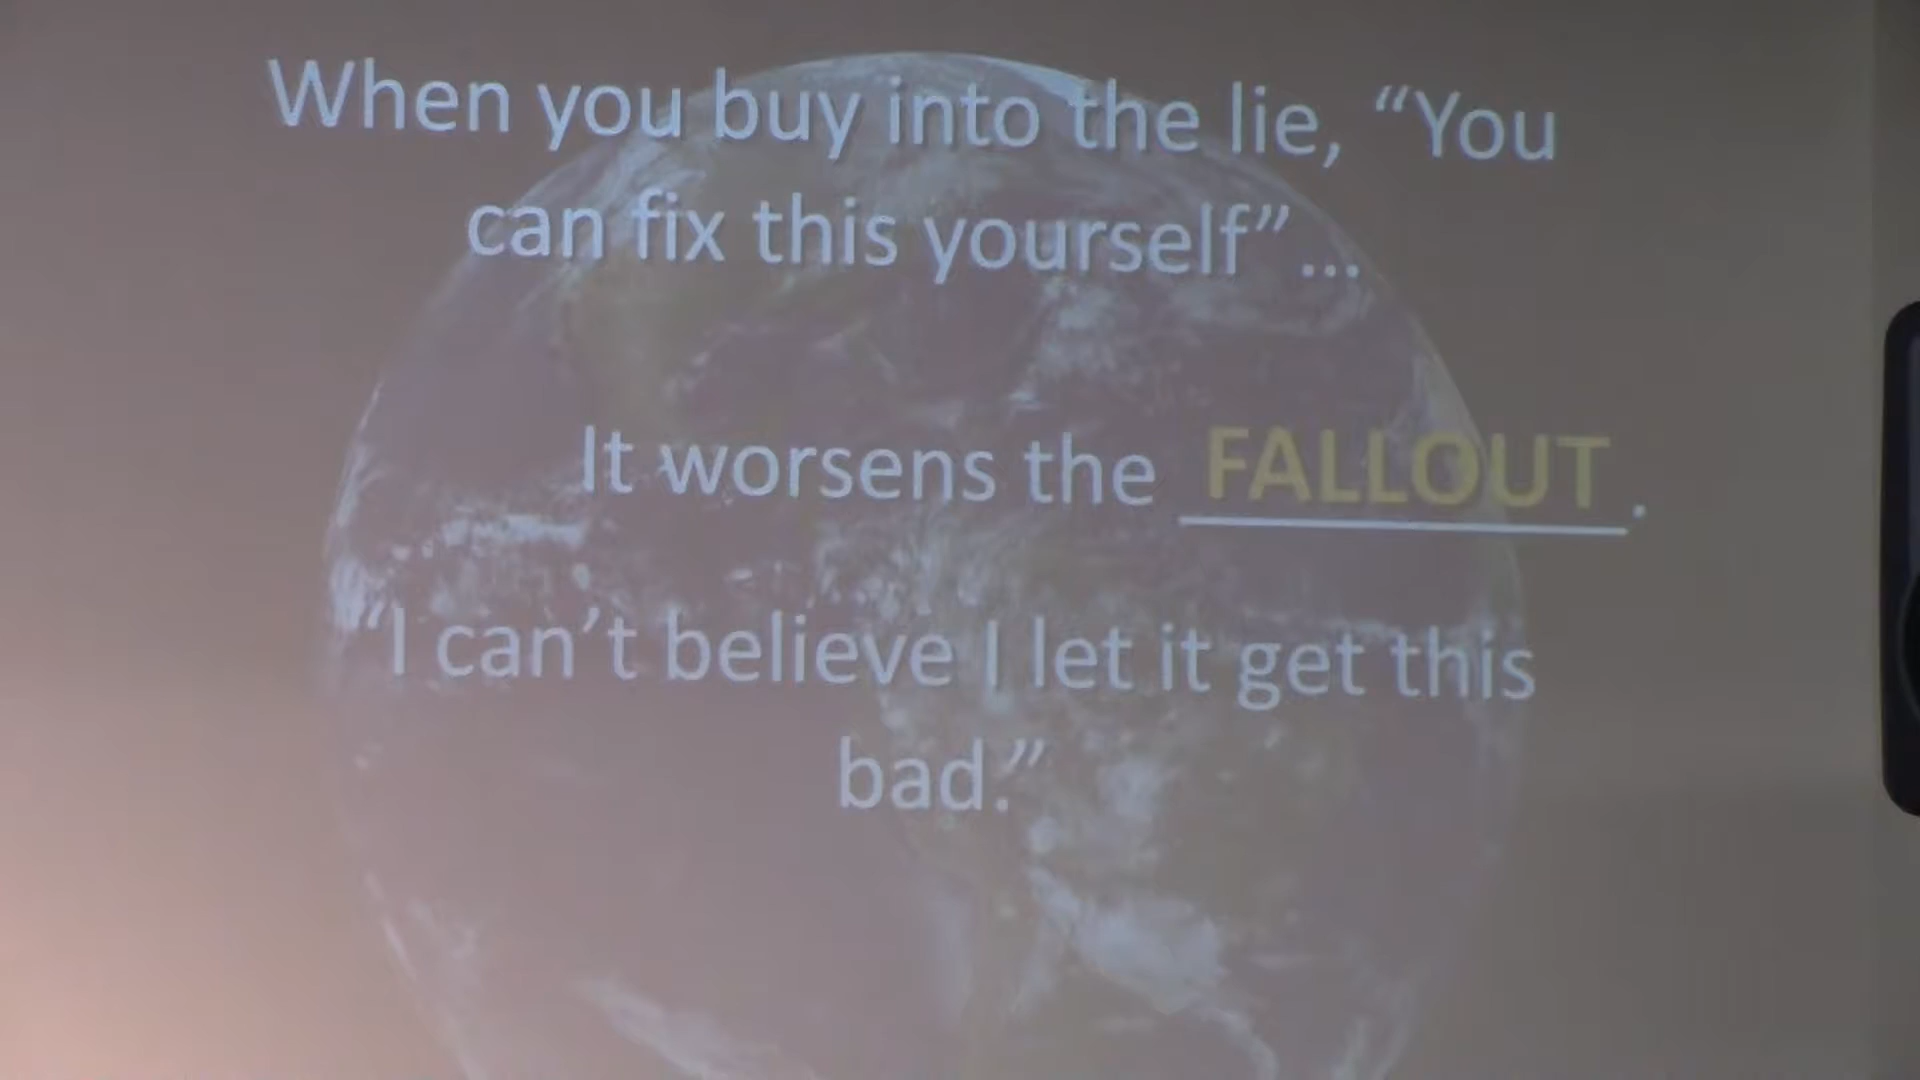 When you buy into the lie, “You
can fix this yourself” ...
It worsens the FALLOUT.
“I can’t believe I let it get this
bad.”